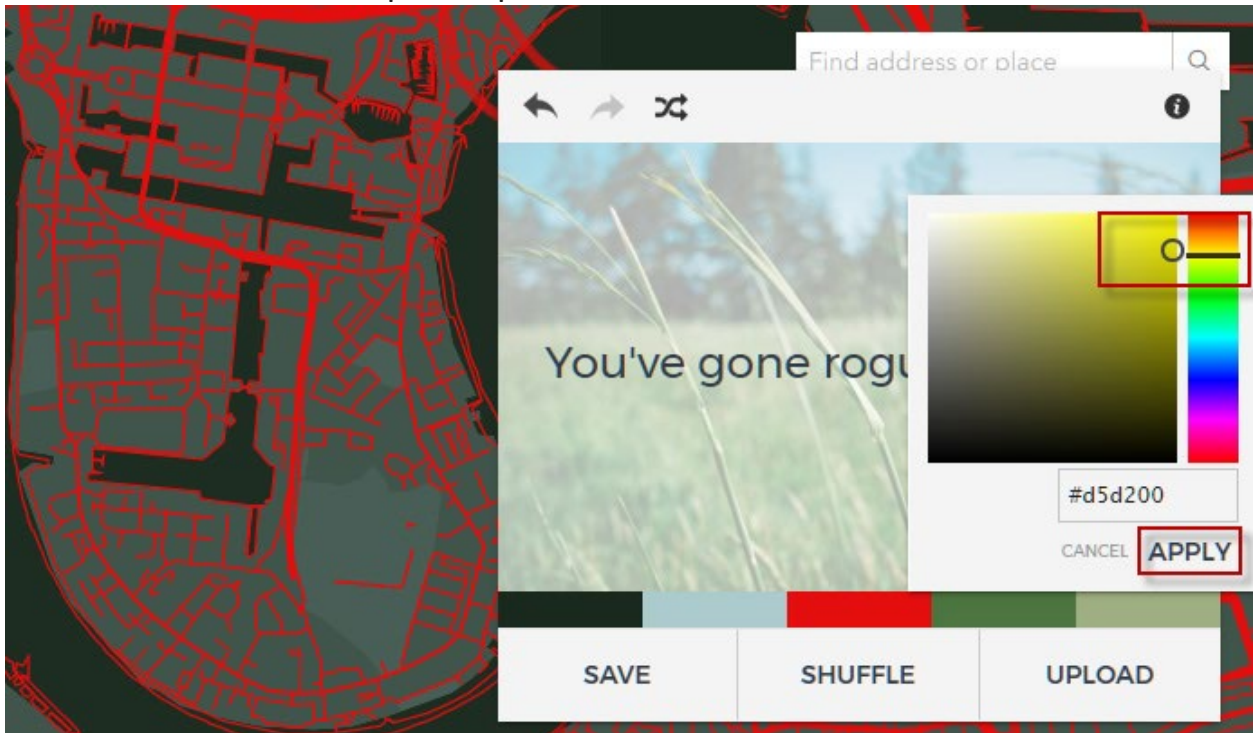 Find address or place
You've gone rogu
#d5d200
CANCEL APPLY
SAVE SHUFFLE UPLOAD